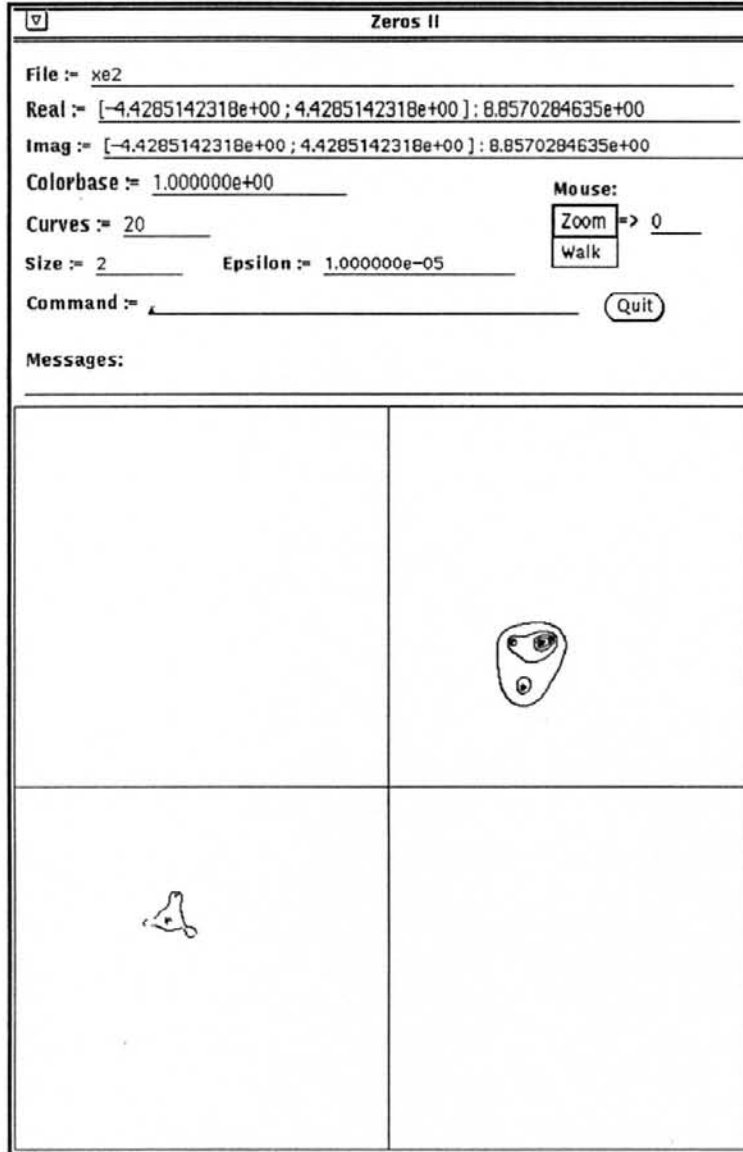 Zeros II
File := xe2
Real := [-4.4285142318e+00 ; 4.4285142318e+00 ] : 8.8570284635e+00
Imag := [-4.4285142318e+00 ; 4.4285142318e+00 ] : 8.8570284635e+00
Colorbase := 1.000000e+00
Mouse:
Curves := 20
Zoom => 0
Size := 2 Epsilon := 1.000000e-05
Walk
Command :=
Quit
Messages: